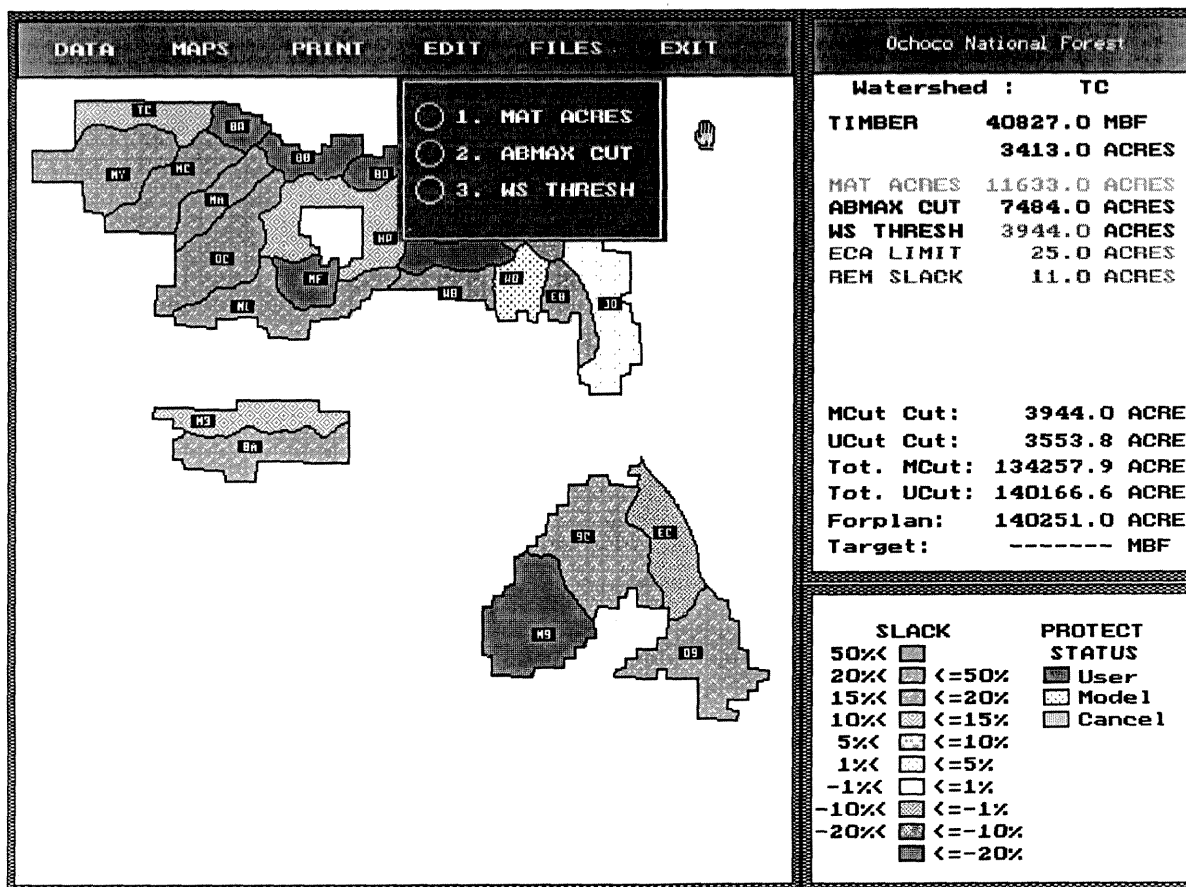 DATA MAPS PRINT EDIT FILES EXIT
1. MAT ACRES
2. ABMAX CUT
3. WS THRESH
TC
BA
BB
BO
MY
MC
MA
MP
OC
MF
ML
WB
WO
EB
JO
M3
BA
SC
EC
M9
D9
Ochoco National Forest
Watershed : TC
TIMBER 40827.0 MBF
3413.0 ACRES
MAT ACRES 11633.0 ACRES
ABMAX CUT 7484.0 ACRES
WS THRESH 3944.0 ACRES
ECA LIMIT 25.0 ACRES
REM SLACK 11.0 ACRES
MCut Cut: 3944.0 ACRE
UCut Cut: 3553.8 ACRE
Tot. MCut: 134257.9 ACRE
Tot. UCut: 140166.6 ACRE
Forplan: 140251.0 ACRE
Target: ------- MBF
SLACK PROTECT
50%< STATUS
20%< <=50% User
15%< <=20% Model
10%< <=15% Cancel
5%< <=10%
1%< <=5%
-1%< <=1%
-10%< <=-1%
-20%< <=-10%
<=-20%